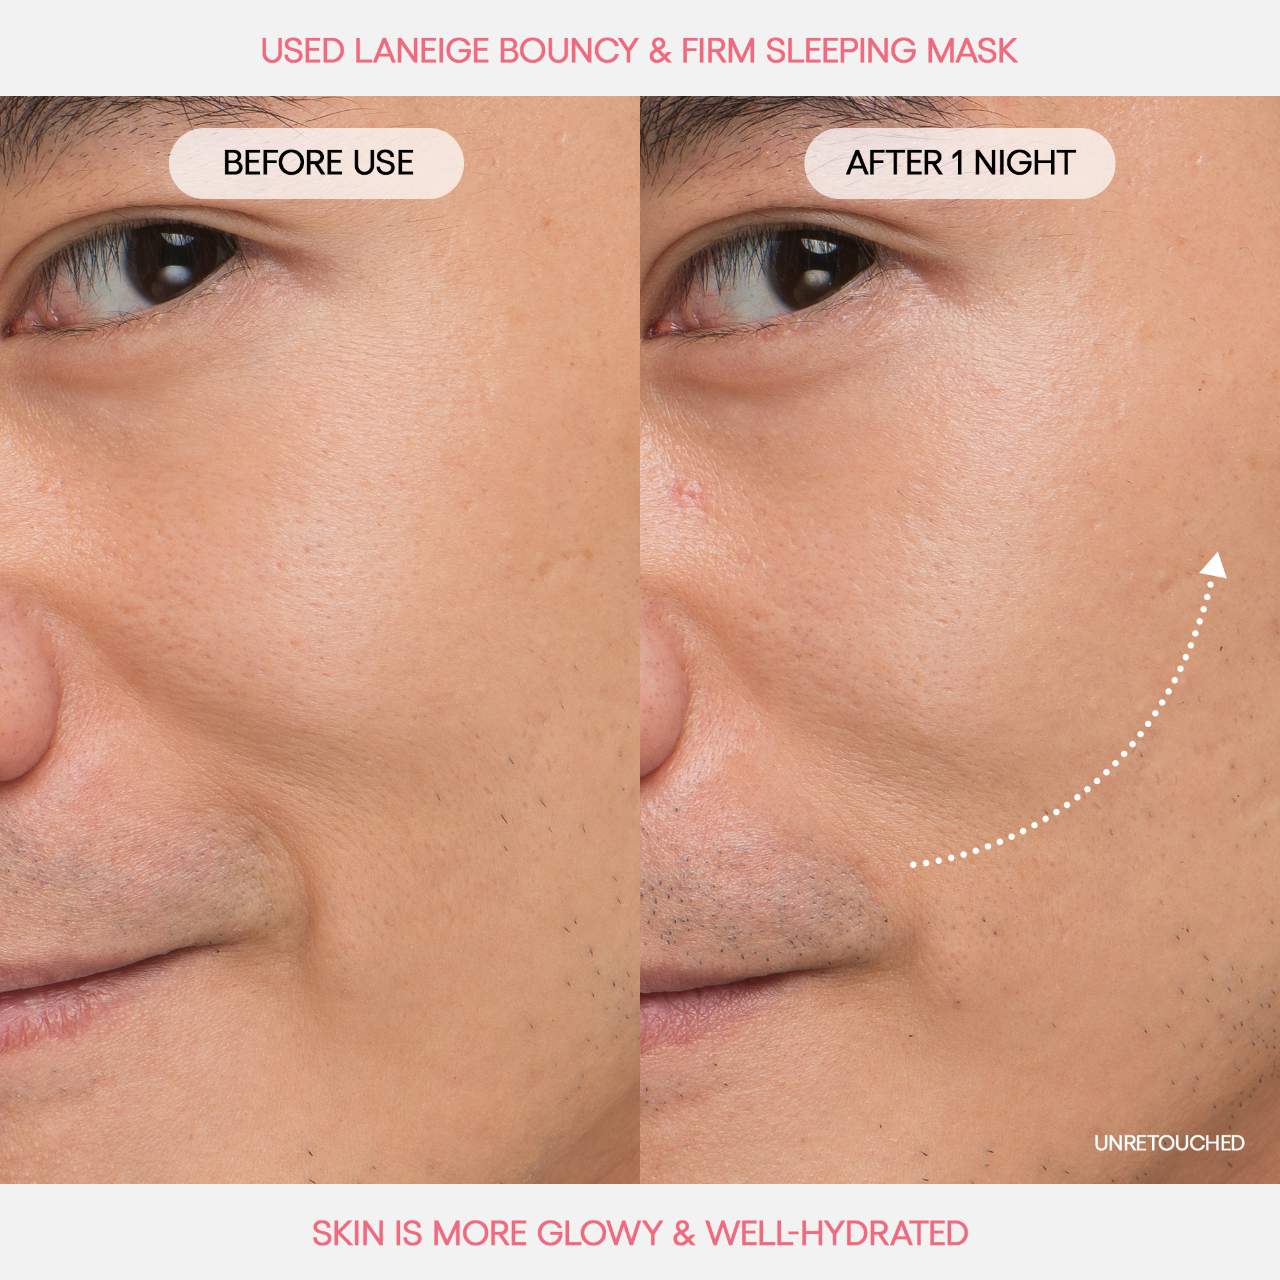 USED LANEIGE BOUNCY & FIRM SLEEPING MASK
BEFORE USE
AFTER 1 NIGHT
UNRETOUCHED
SKIN IS MORE GLOWY & WELL-HYDRATED